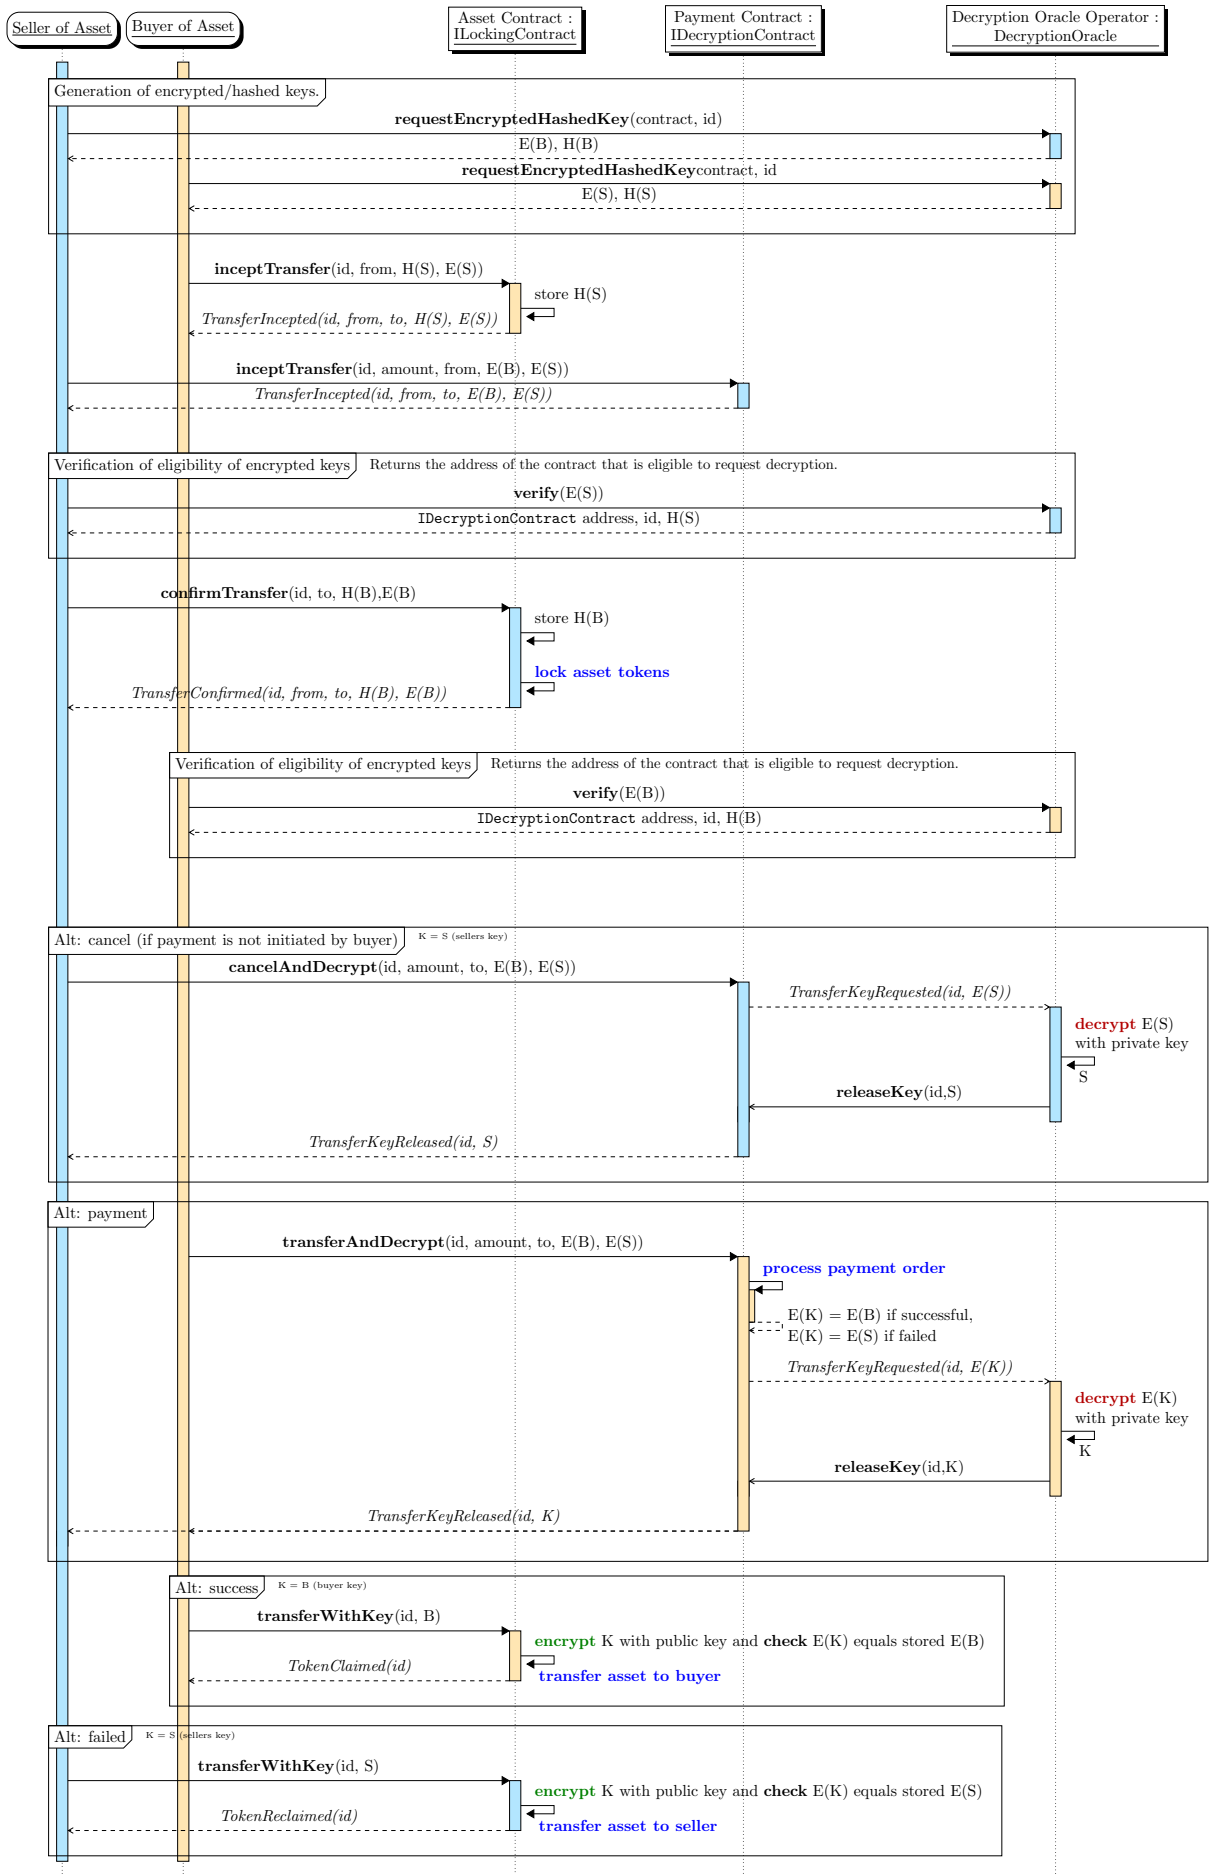 Seller of Asset
Buyer of Asset
Asset Contract :
ILockingContract
Payment Contract :
IDecryptionContract
Decryption Oracle Operator :
DecryptionOracle
Generation of encrypted/hashed keys.
requestEncryptedHashedKey(contract, id)
E(B), H(B)
requestEncryptedHashedKeycontract, id
E(S), H(S)
inceptTransfer(id, from, H(S), E(S))
store H(S)
TransferIncepted(id, from, to, H(S), E(S))
inceptTransfer(id, amount, from, E(B), E(S))
TransferIncepted(id, from, to, E(B), E(S))
Verification of eligibility of encrypted keys
Returns the address of the contract that is eligible to request decryption.
verify(E(S))
IDecryptionContract address, id, H(S)
confirmTransfer(id, to, H(B),E(B)
store H(B)
lock asset tokens
TransferConfirmed(id, from, to, H(B), E(B))
Verification of eligibility of encrypted keys
Returns the address of the contract that is eligible to request decryption.
verify(E(B))
IDecryptionContract address, id, H(B)
Alt: cancel (if payment is not initiated by buyer)
K = S (sellers key)
cancelAndDecrypt(id, amount, to, E(B), E(S))
TransferKeyRequested(id, E(S))
decrypt E(S)
with private key
S
releaseKey(id,S)
TransferKeyReleased(id, S)
Alt: payment
transferAndDecrypt(id, amount, to, E(B), E(S))
process payment order
E(K) = E(B) if successful,
E(K) = E(S) if failed
TransferKeyRequested(id, E(K))
decrypt E(K)
with private key
K
releaseKey(id,K)
TransferKeyReleased(id, K)
Alt: success
K = B (buyer key)
transferWithKey(id, B)
encrypt K with public key and check E(K) equals stored E(B)
TokenClaimed(id)
transfer asset to buyer
Alt: failed
K = S (sellers key)
transferWithKey(id, S)
encrypt K with public key and check E(K) equals stored E(S)
TokenReclaimed(id)
transfer asset to seller